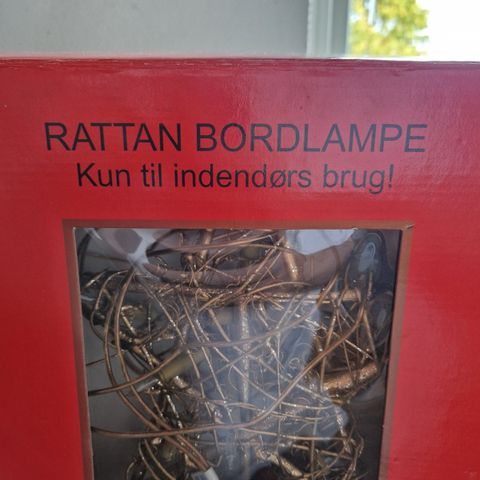 RATTAN BORDLAMPE
Kun til indendørs brug!